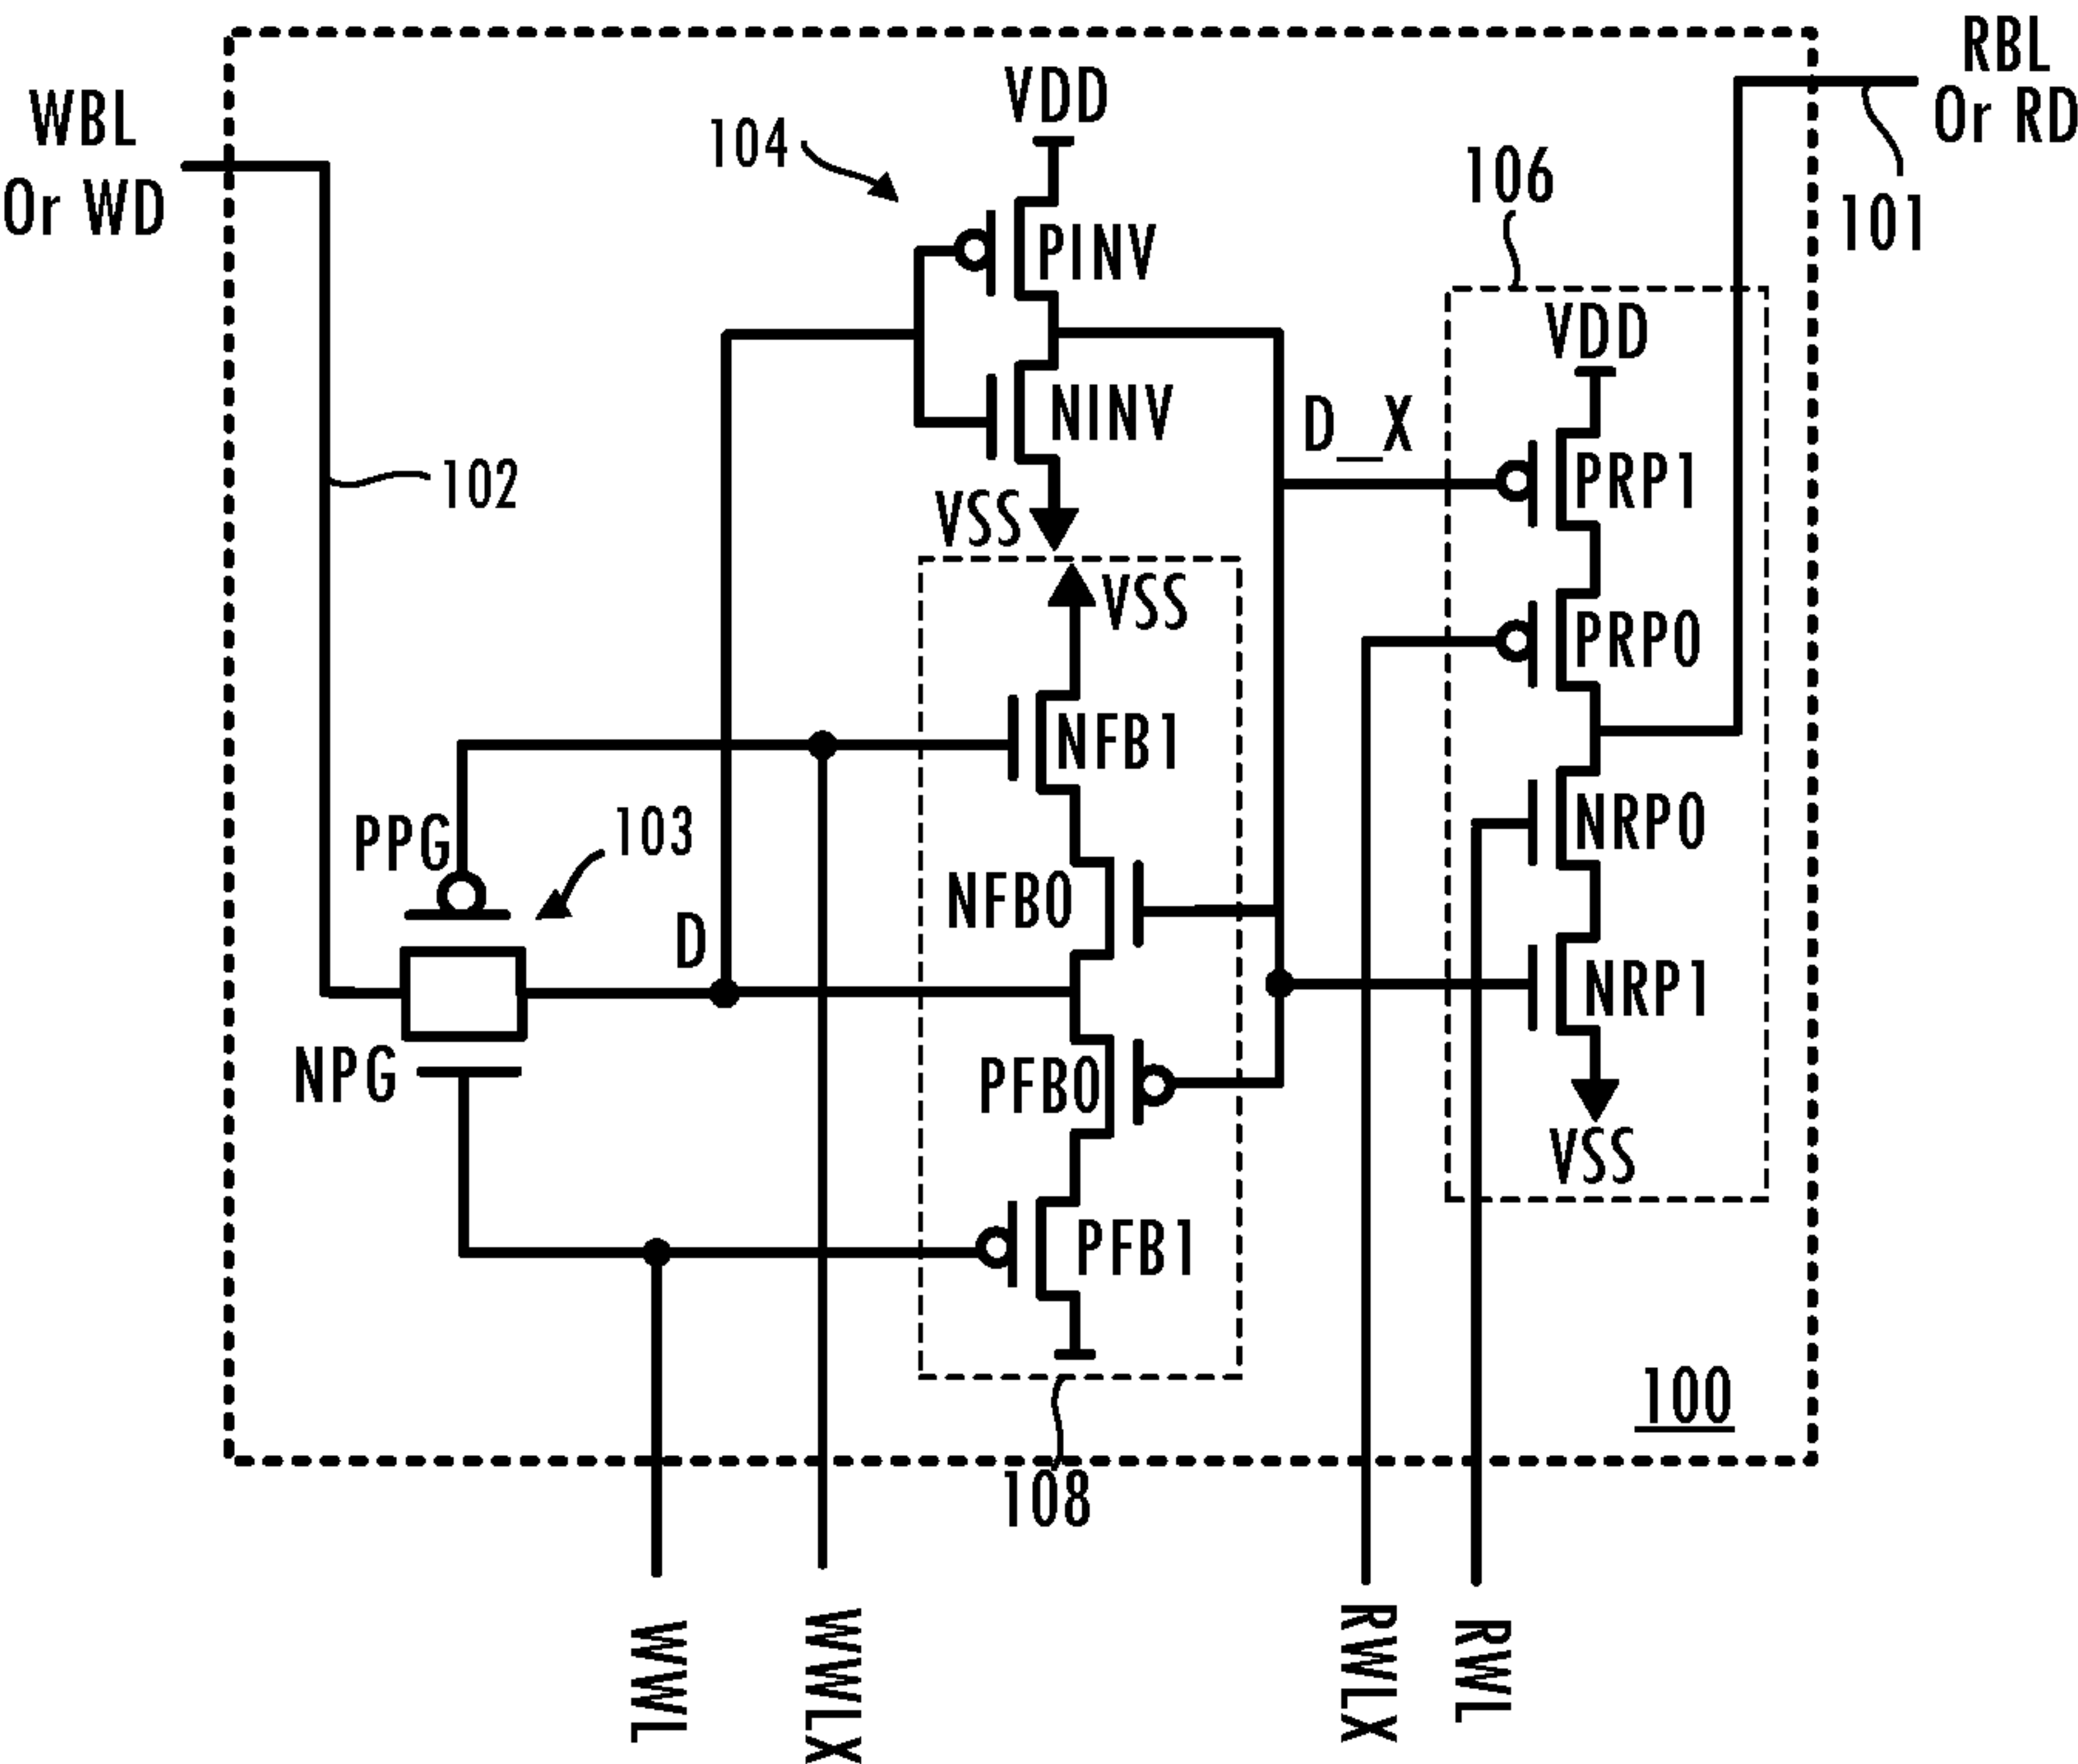 WBL
Or WD
RBL
Or RD
101
VDD
104
PINV
106
VDD
NINV
D_X
102
PRP1
VSS
VSS
PRP0
NFB1
PPG
103
NRP0
NFB0
D
NRP1
NPG
PFB0
VSS
PFB1
100
108
WWL
WWLX
RWLX
RWL